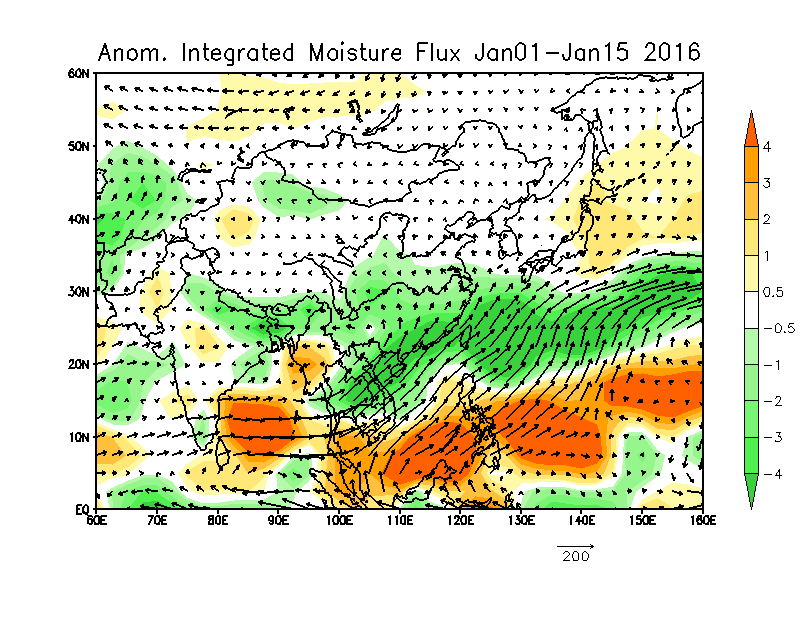 Anom. Integrated Moisture Flux Jan01-Jan15 2016
60N
50N
40N
30N
20N
10N
EQ
60E 70E 80E 90E 100E 110E 120E 130E 140E 150E 160E
4
3
2
1
0.5
-0.5
-1
-2
-3
-4
200